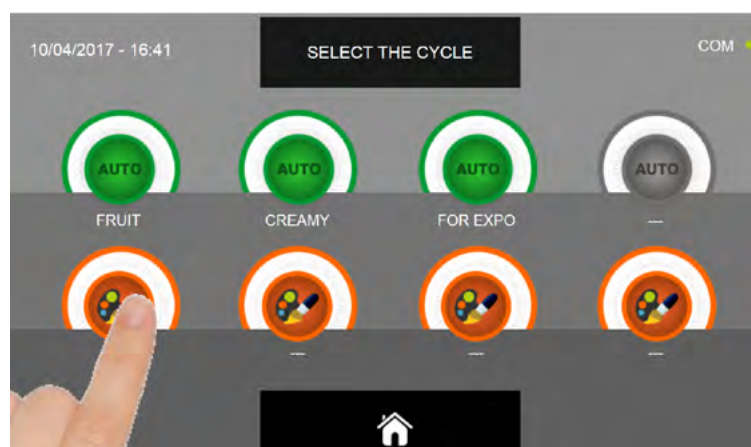 10/04/2017 - 16:41
SELECT THE CYCLE
COM
AUTO AUTO AUTO AUTO
FRUIT CREAMY FOR EXPO ---
--- --- ---